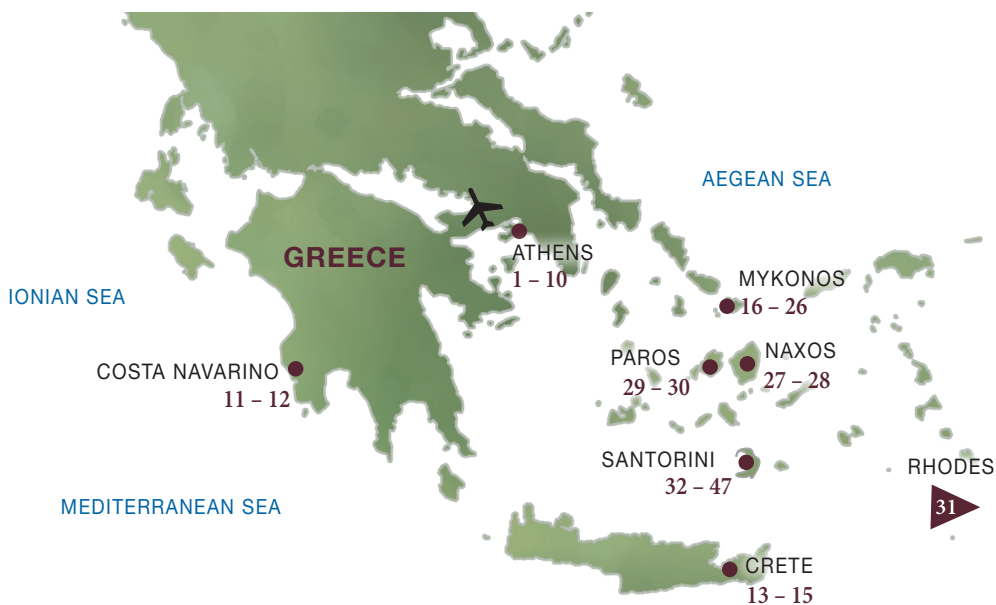 AEGEAN SEA
GREECE
ATHENS
1 – 10
MYKONOS
16 – 26
IONIAN SEA
COSTA NAVARINO
11 – 12
PAROS
29 – 30
NAXOS
27 – 28
SANTORINI
32 – 47
RHODES
31
MEDITERRANEAN SEA
CRETE
13 – 15